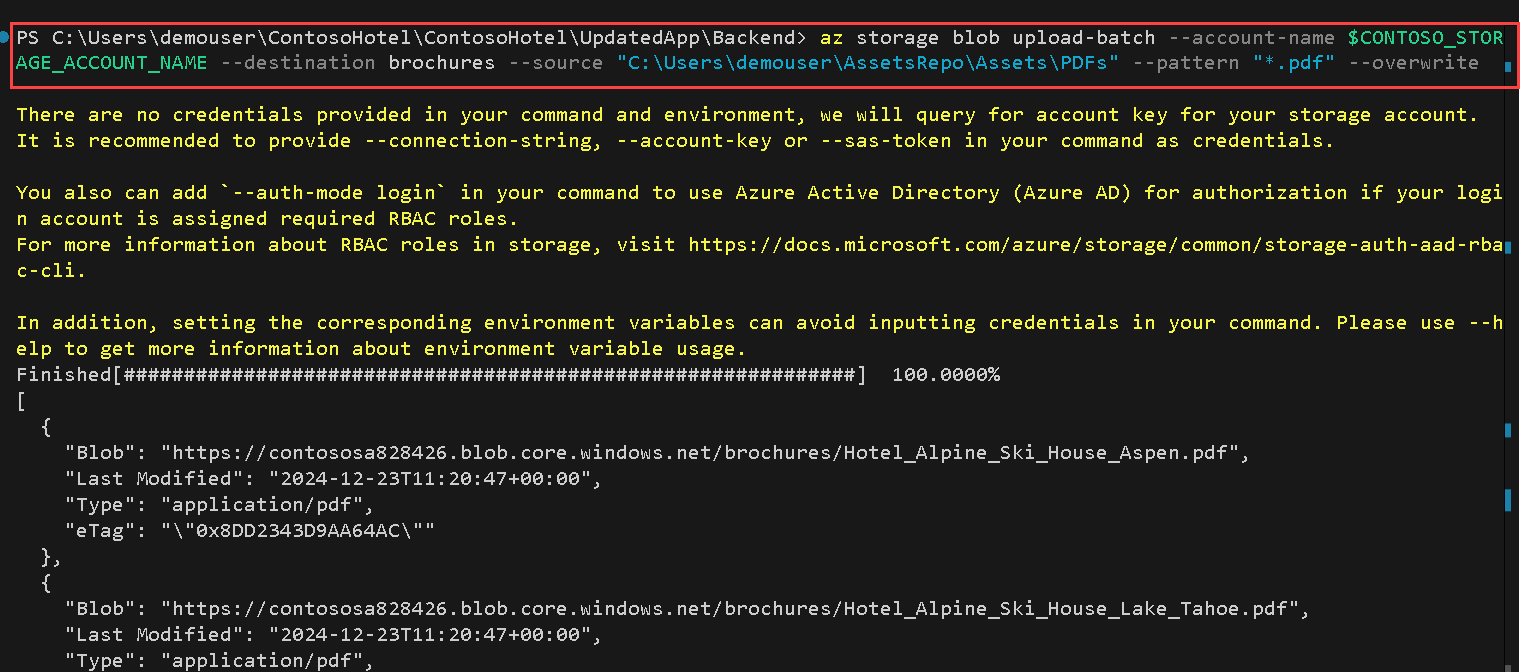 PS C:\Users\demouser\ContosoHotel\ContosoHotel\UpdatedApp\Backend> az storage blob upload-batch --account-name $CONTOSO_STOR
AGE_ACCOUNT_NAME --destination brochures --source "C:\Users\demouser\AssetsRepo\Assets\PDFs" --pattern "*.pdf" --overwrite
There are no credentials provided in your command and environment, we will query for account key for your storage account.
It is recommended to provide --connection-string, --account-key or --sas-token in your command as credentials.
You also can add `--auth-mode login` in your command to use Azure Active Directory (Azure AD) for authorization if your logi
n account is assigned required RBAC roles.
For more information about RBAC roles in storage, visit https://docs.microsoft.com/azure/storage/common/storage-auth-aad-rba
c-cli.
In addition, setting the corresponding environment variables can avoid inputting credentials in your command. Please use --h
elp to get more information about environment variable usage.
Finished[#############################################################]  100.0000%
[
  {
    "Blob": "https://contososa828426.blob.core.windows.net/brochures/Hotel_Alpine_Ski_House_Aspen.pdf",
    "Last Modified": "2024-12-23T11:20:47+00:00",
    "Type": "application/pdf",
    "eTag": "\"0x8DD2343D9AA64AC\""
  },
  {
    "Blob": "https://contososa828426.blob.core.windows.net/brochures/Hotel_Alpine_Ski_House_Lake_Tahoe.pdf",
    "Last Modified": "2024-12-23T11:20:47+00:00",
    "Type": "application/pdf",